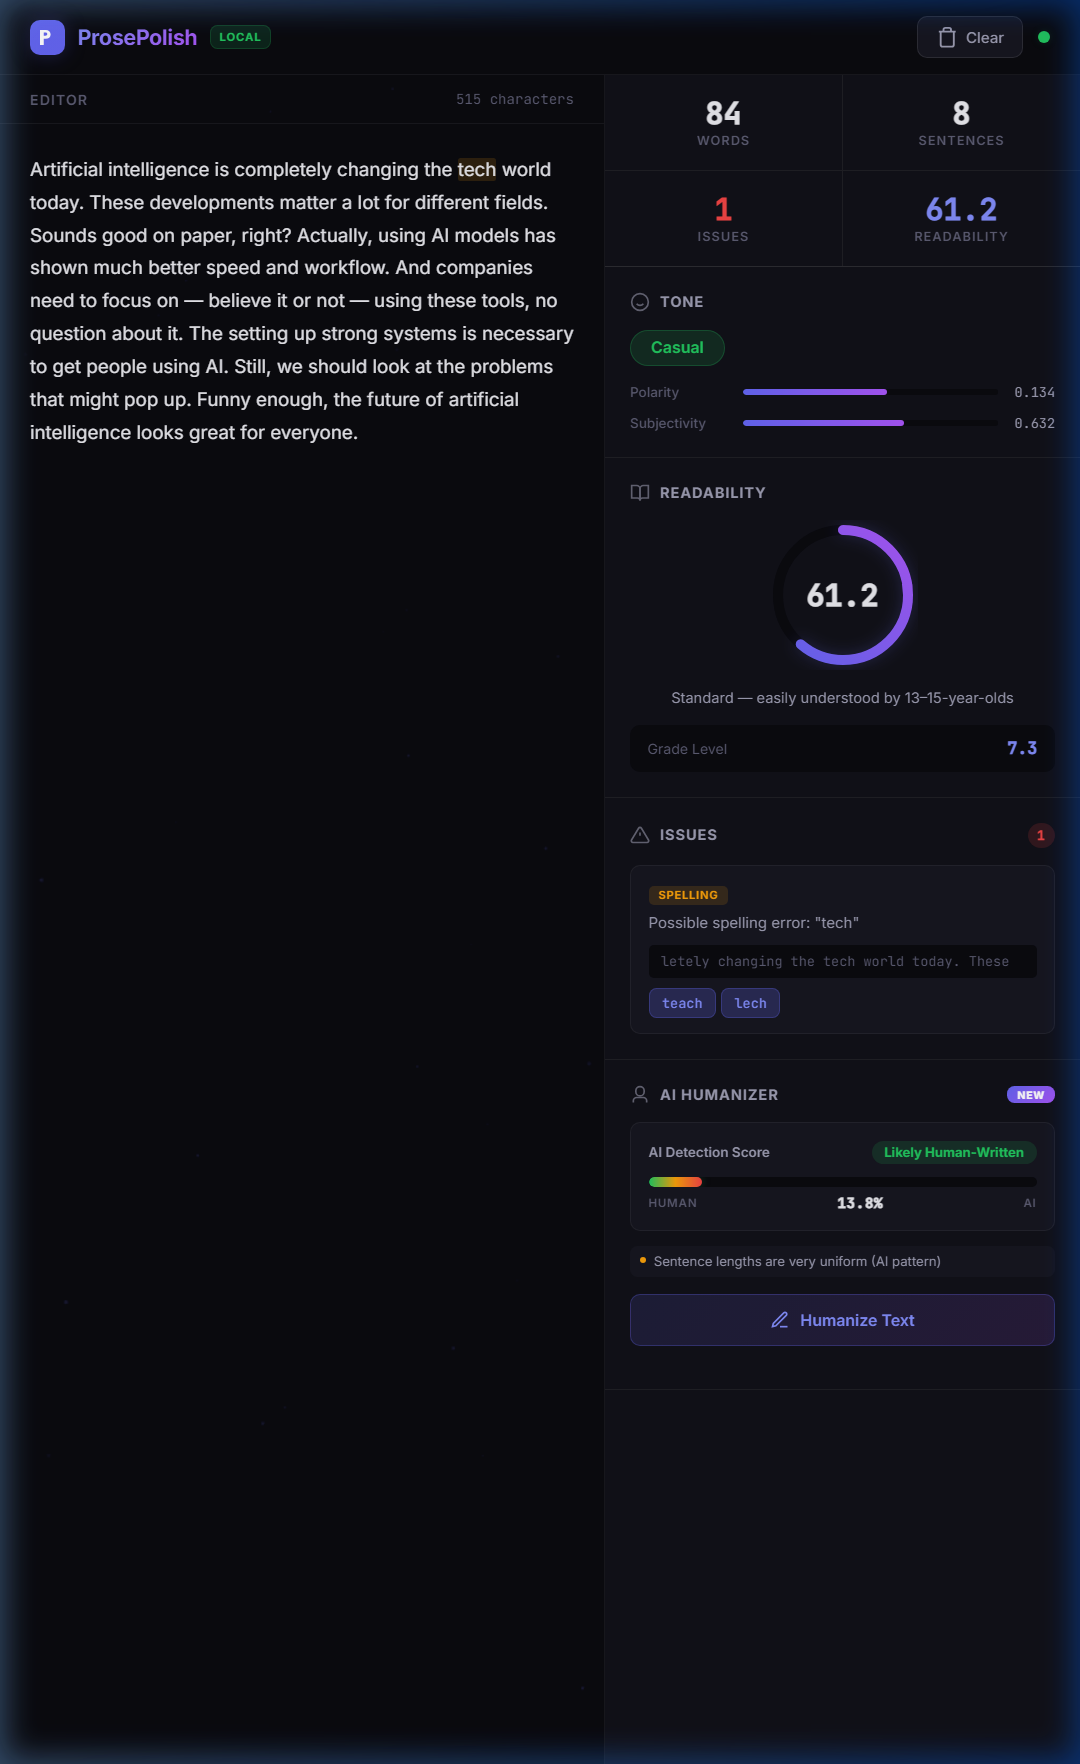 P ProsePolish LOCAL
Clear
EDITOR
515 characters
Artificial intelligence is completely changing the tech world
today. These developments matter a lot for different fields.
Sounds good on paper, right? Actually, using AI models has
shown much better speed and workflow. And companies
need to focus on — believe it or not — using these tools, no
question about it. The setting up strong systems is necessary
to get people using AI. Still, we should look at the problems
that might pop up. Funny enough, the future of artificial
intelligence looks great for everyone.
84
WORDS
8
SENTENCES
1
ISSUES
61.2
READABILITY
TONE
Casual
Polarity 0.134
Subjectivity 0.632
READABILITY
61.2
Standard — easily understood by 13–15-year-olds
Grade Level 7.3
ISSUES 1
SPELLING
Possible spelling error: "tech"
letely changing the tech world today. These
teach lech
AI HUMANIZER NEW
AI Detection Score Likely Human-Written
HUMAN 13.8% AI
Sentence lengths are very uniform (AI pattern)
Humanize Text